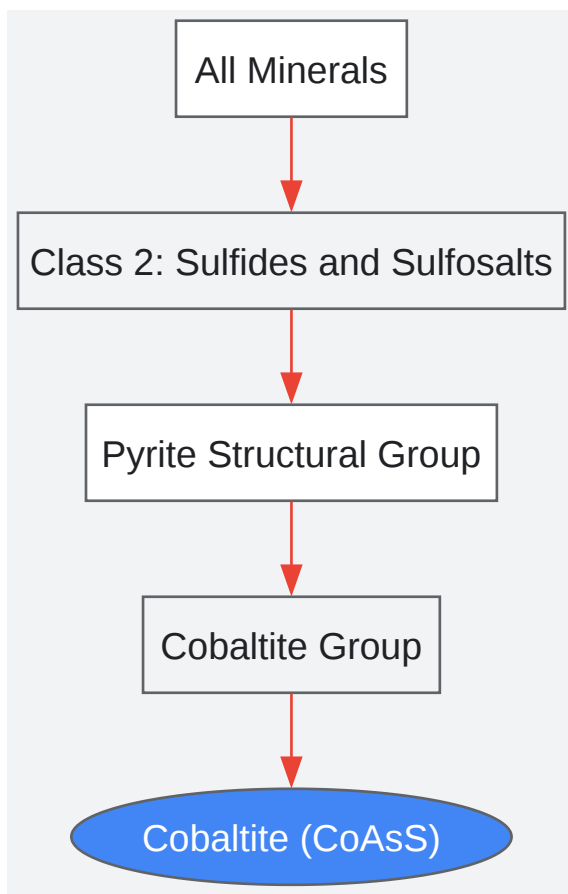 All Minerals
Class 2: Sulfides and Sulfosalts
Pyrite Structural Group
Cobaltite Group
Cobaltite (CoAsS)